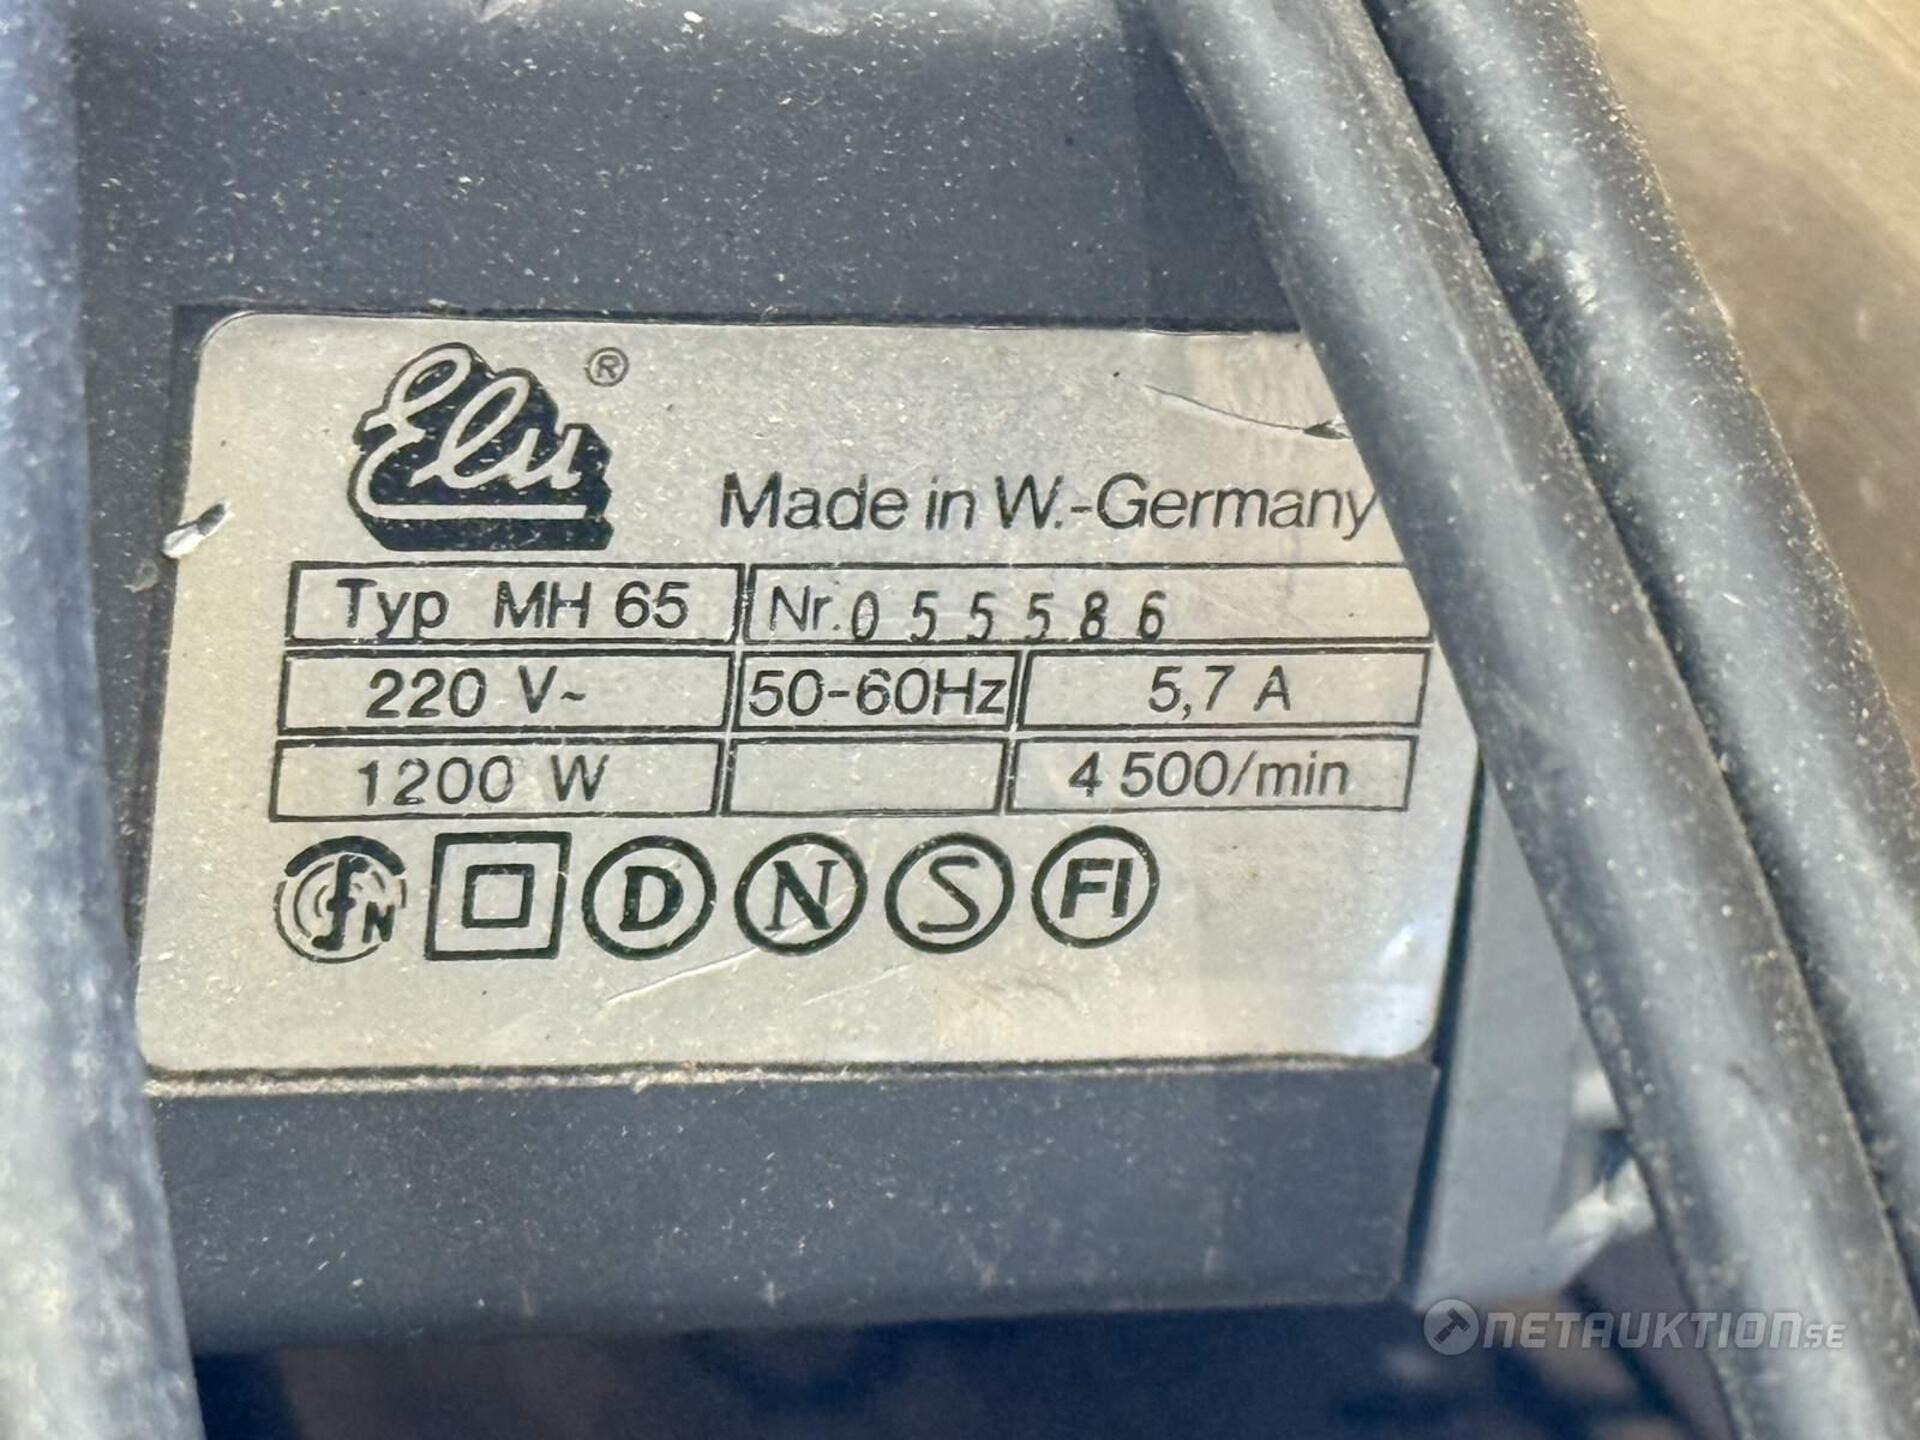 Elu ®
Made in W.-Germany
Typ MH 65 Nr. 055586
220 V~ 50-60Hz 5,7 A
1200 W 4 500/min
fN D N S FI
NETAUKTION.SE